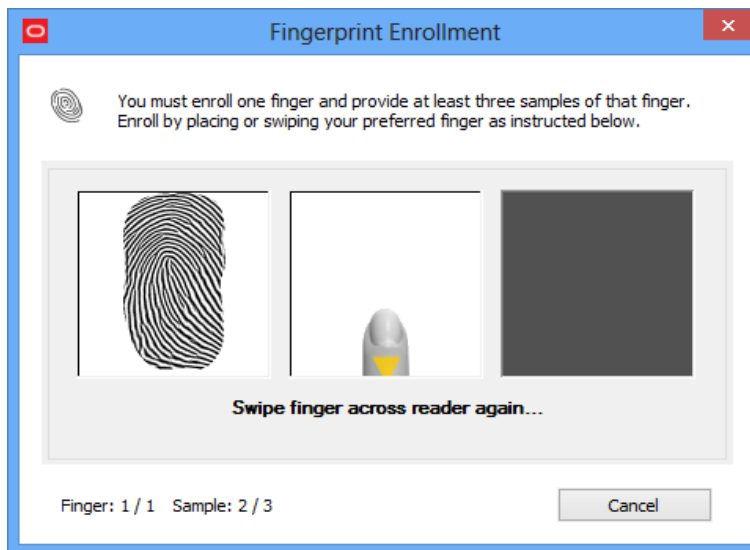 Fingerprint Enrollment
You must enroll one finger and provide at least three samples of that finger.
Enroll by placing or swiping your preferred finger as instructed below.
Swipe finger across reader again...
Finger: 1 / 1 Sample: 2 / 3
Cancel